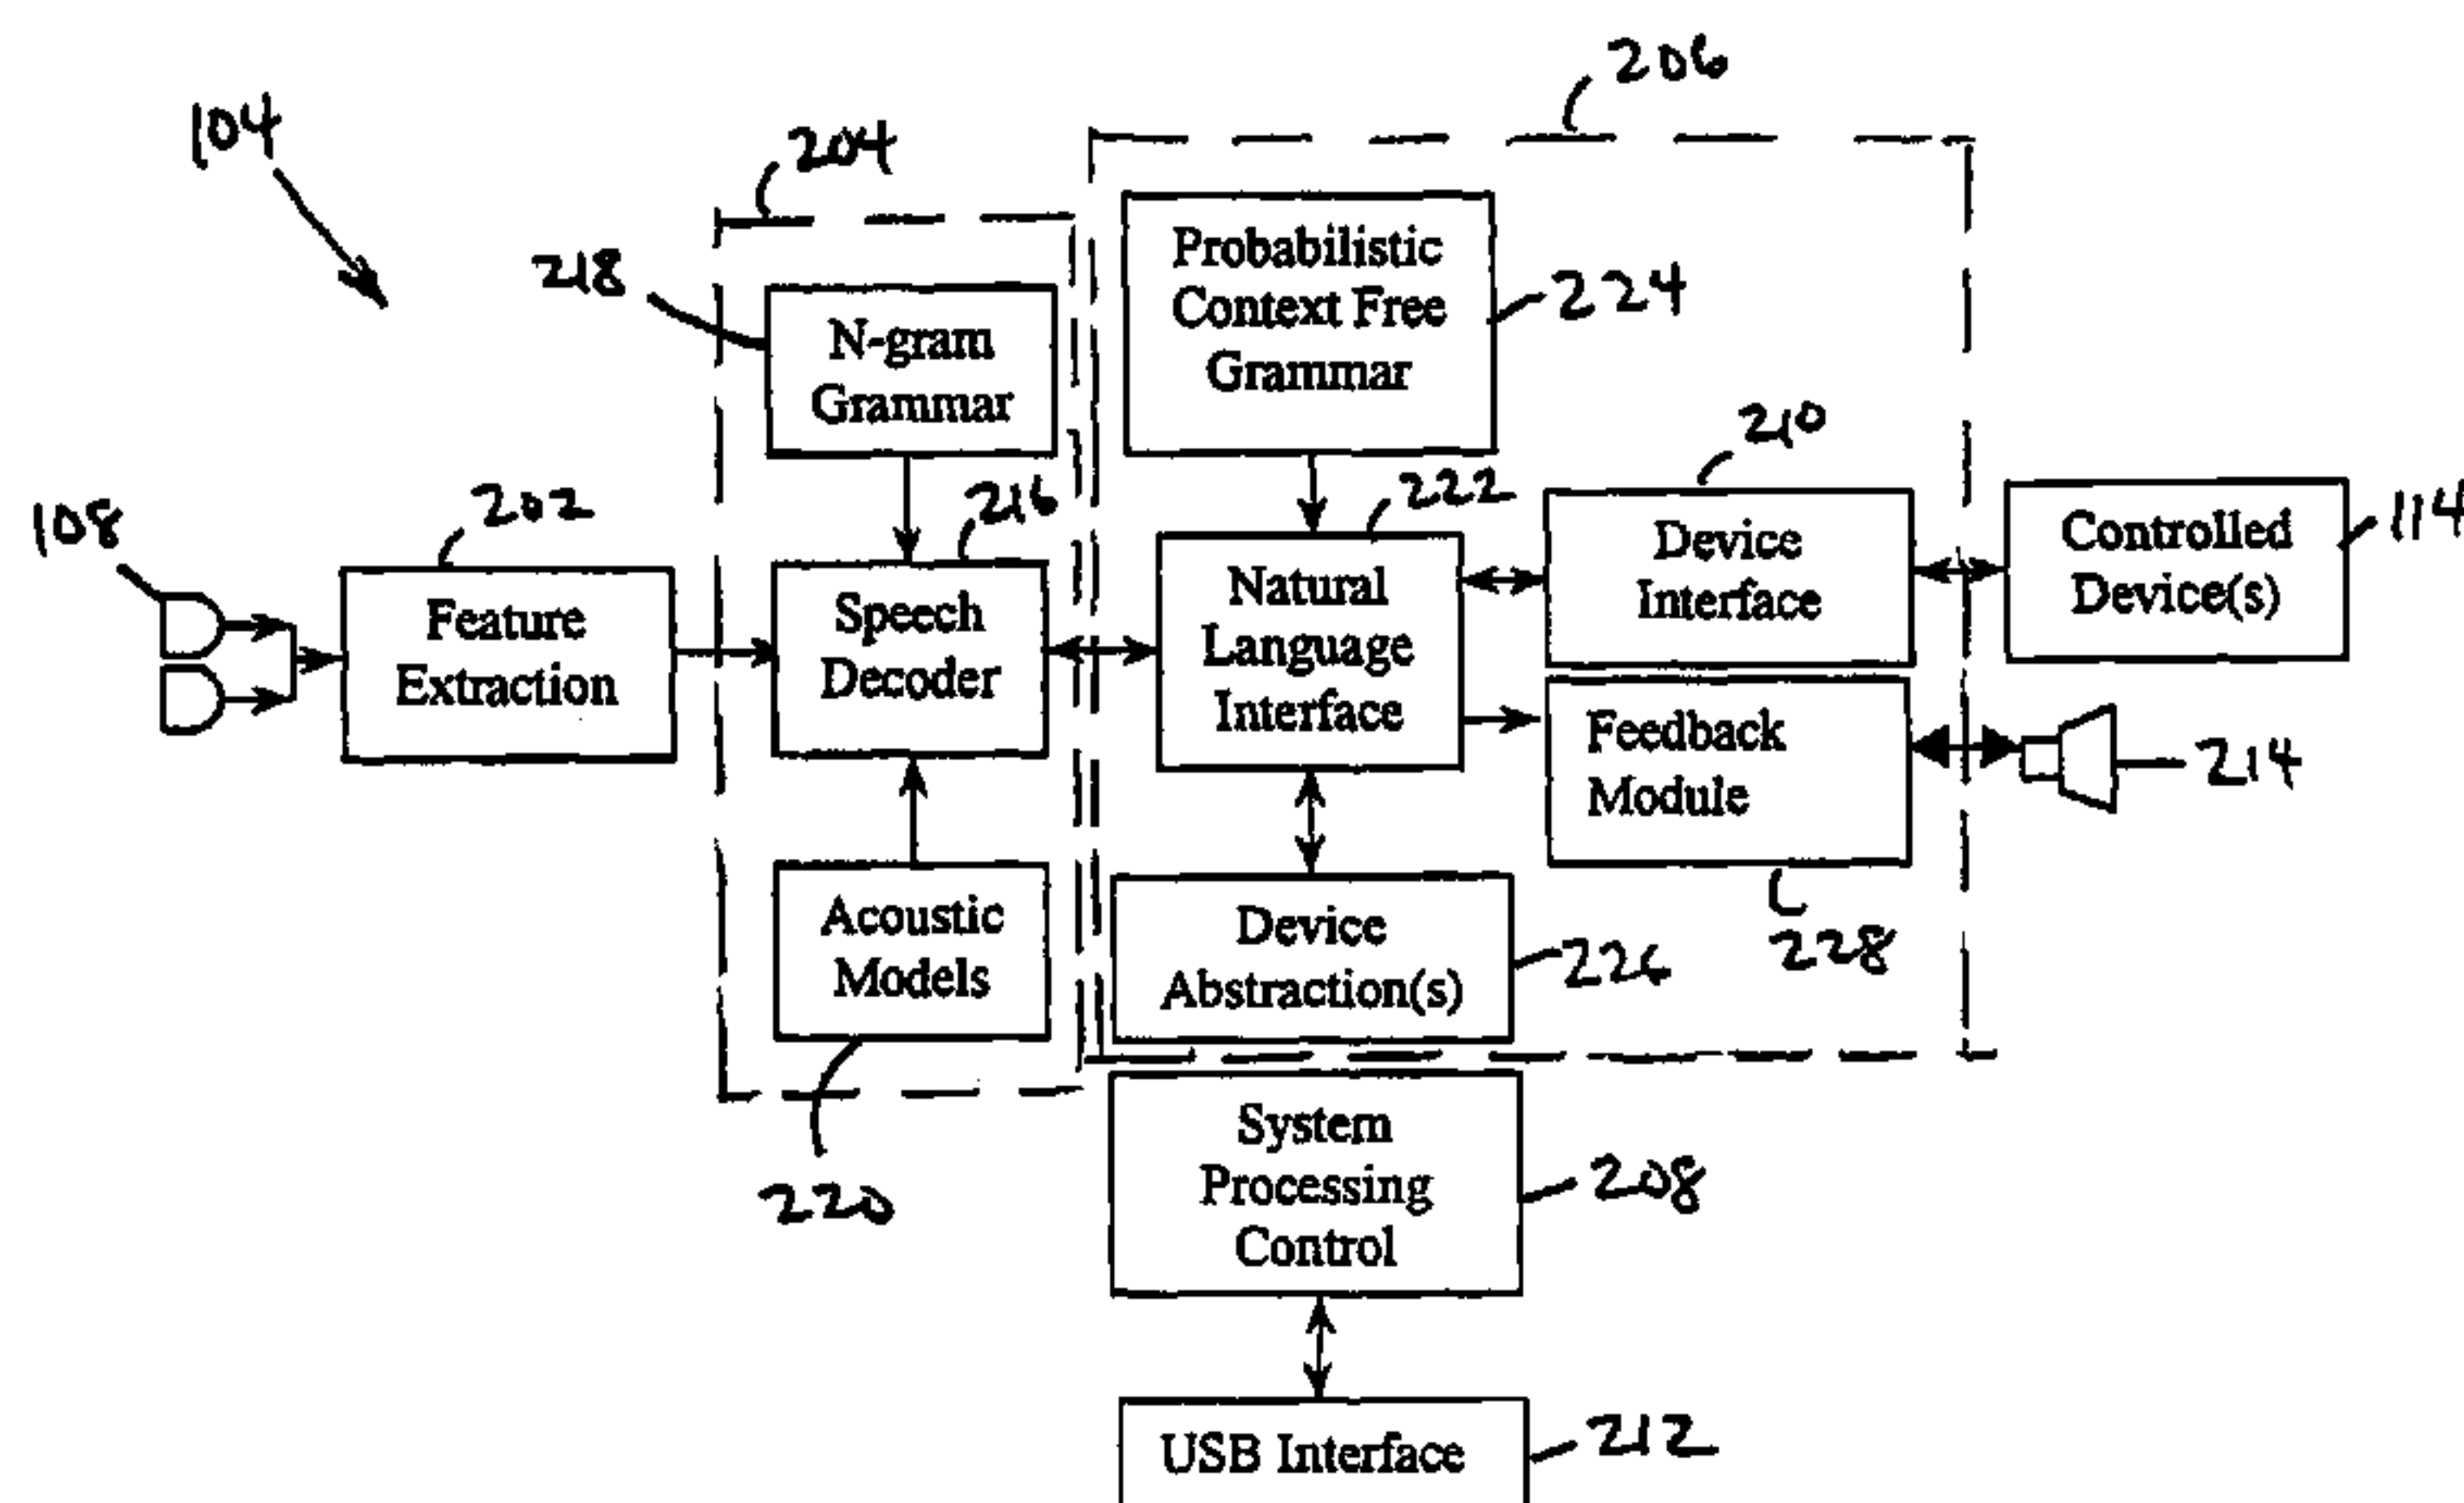 104
204
206
218
N-gram
Grammar
Probabilistic
Context Free
Grammar
224
108
202
Feature
Extraction
216
Speech
Decoder
222
Natural
Language
Interface
210
Device
Interface
Controlled
Device(s)
114
Feedback
Module
214
228
Acoustic
Models
220
Device
Abstraction(s)
226
System
Processing
Control
208
USB Interface
212